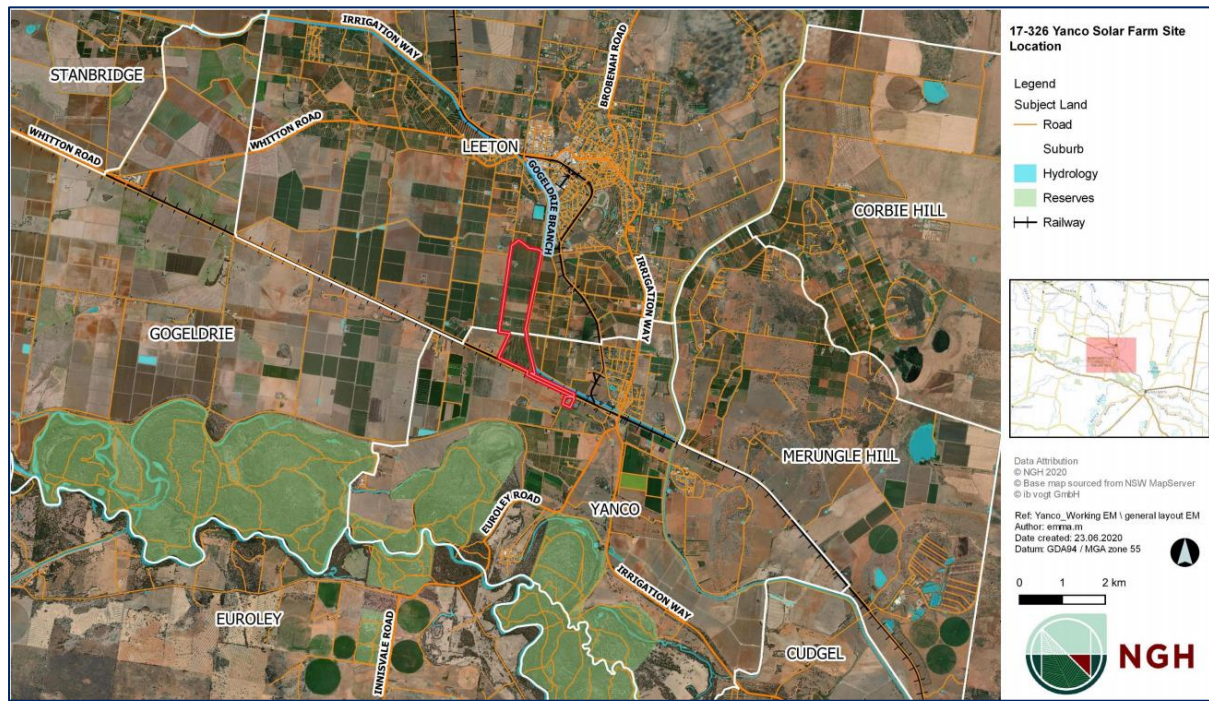 IRRIGATION WAY
BROBENAH ROAD
STANBRIDGE
WHITTON ROAD
WHITTON ROAD
LEETON
GOGELDRIE BRANCH
CORBIE HILL
IRRIGATION WAY
GOGELDRIE
MERUNGLE HILL
YANCO
EUROLEY ROAD
EUROLEY
INNISVALE ROAD
IRRIGATION WAY
CUDGEL
17-326 Yanco Solar Farm Site
Location
Legend
Subject Land
Road
Suburb
Hydrology
Reserves
Railway
Data Attribution
© NGH 2020
© Base map sourced from NSW MapServer
© ib vogt GmbH
Ref: Yanco_Working EM \ general layout EM
Author: emma.m
Date created: 23.06.2020
Datum: GDA94 / MGA zone 55
0 1 2 km
NGH